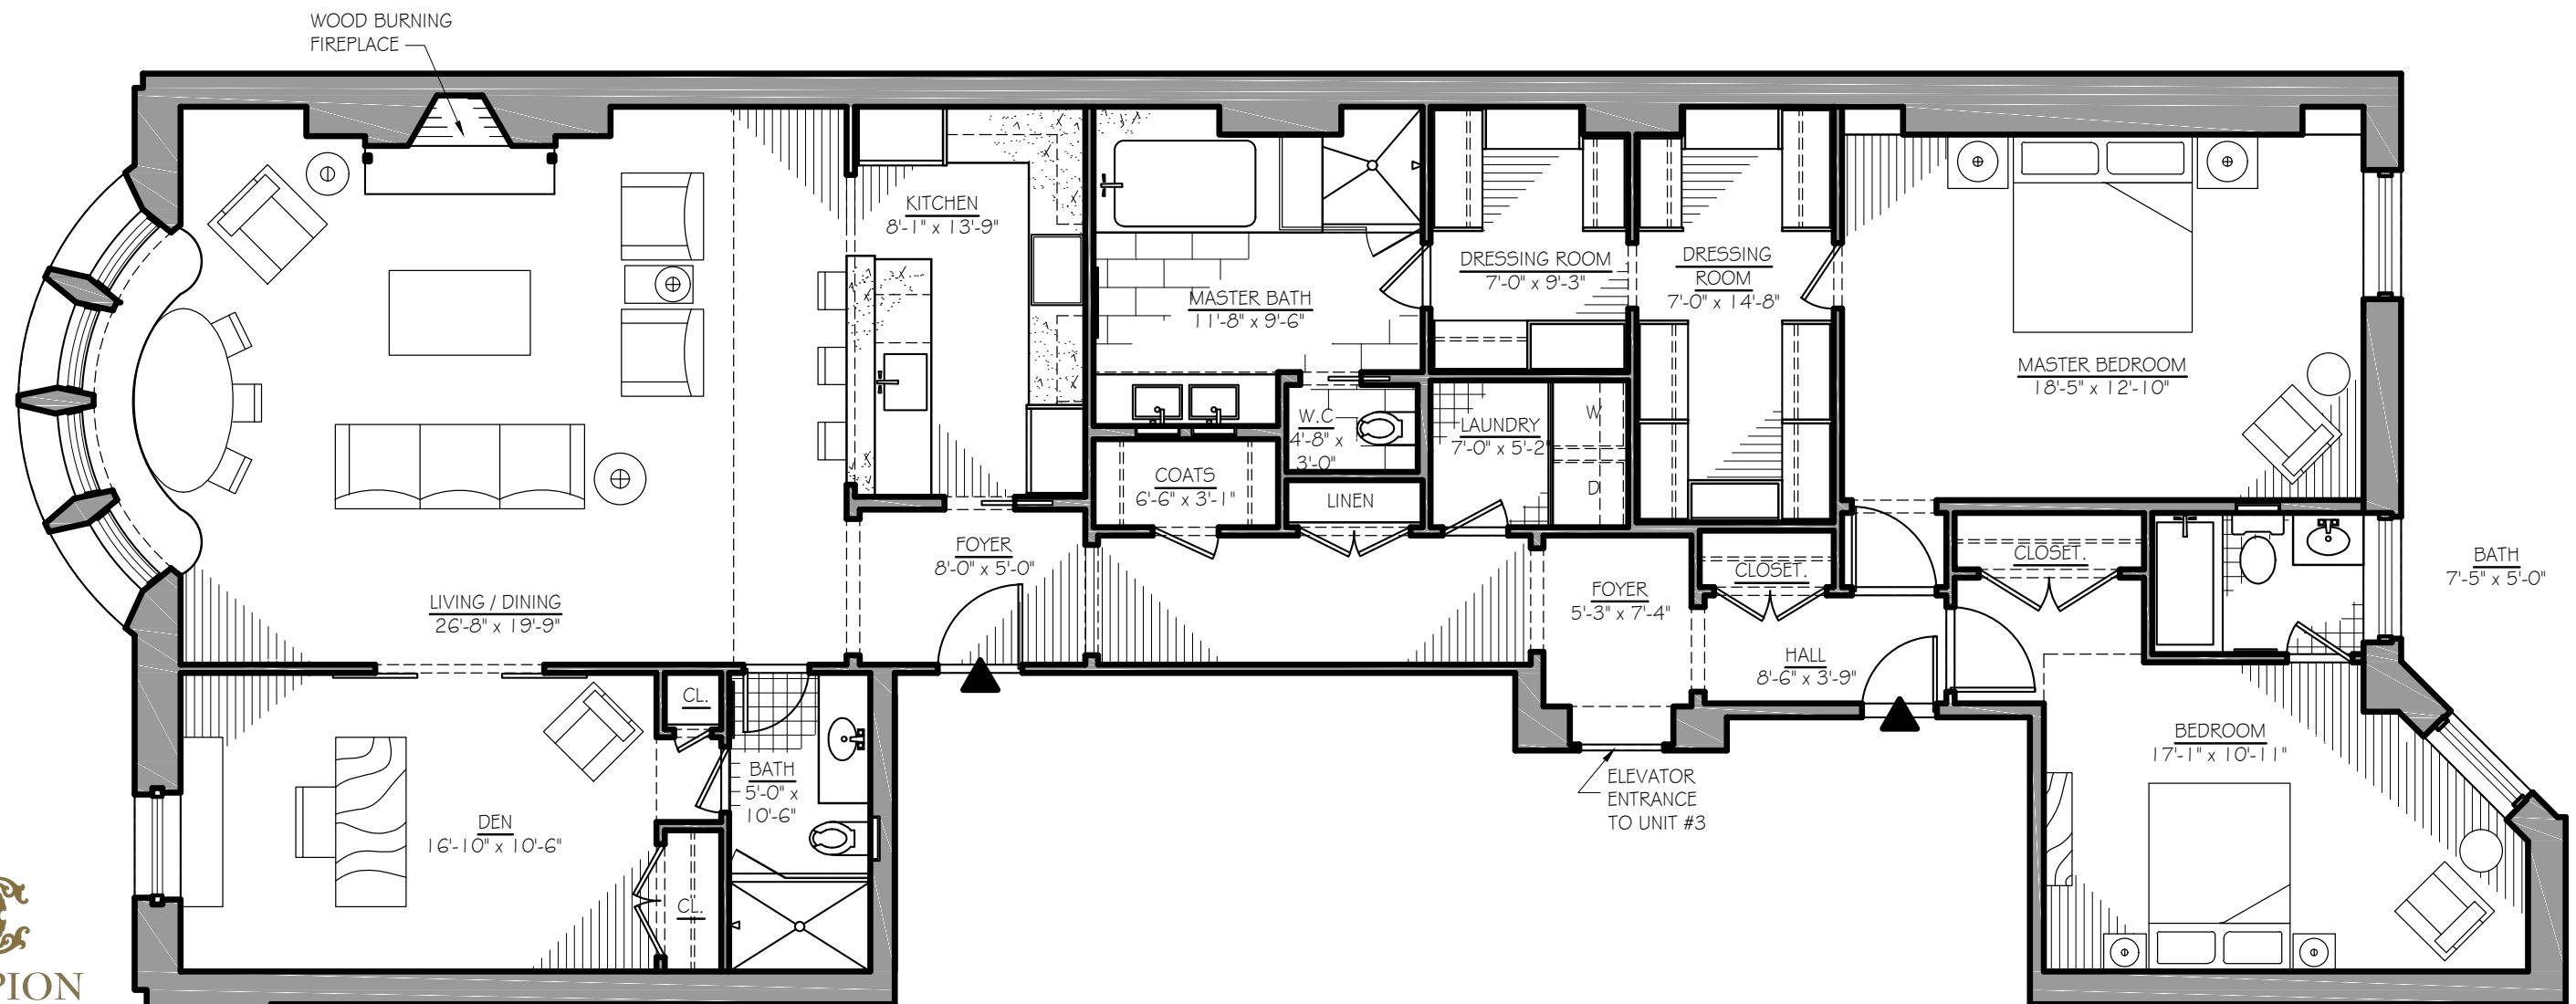 WOOD BURNING
FIREPLACE
KITCHEN
8'-1" x 13'-9"
MASTER BATH
11'-8" x 9'-6"
DRESSING ROOM
7'-0" x 9'-3"
DRESSING
ROOM
7'-0" x 14'-8"
MASTER BEDROOM
18'-5" x 12'-10"
W.C
4'-8" x
3'-0"
LAUNDRY
7'-0" x 5'-2"
W
D
COATS
6'-6" x 3'-1"
LINEN
FOYER
8'-0" x 5'-0"
LIVING / DINING
26'-8" x 19'-9"
FOYER
5'-3" x 7'-4"
CLOSET.
CLOSET.
BATH
7'-5" x 5'-0"
HALL
8'-6" x 3'-9"
CL.
BATH
5'-0" x
10'-6"
DEN
16'-10" x 10'-6"
CL.
ELEVATOR
ENTRANCE
TO UNIT #3
BEDROOM
17'-1" x 10'-11"
PION